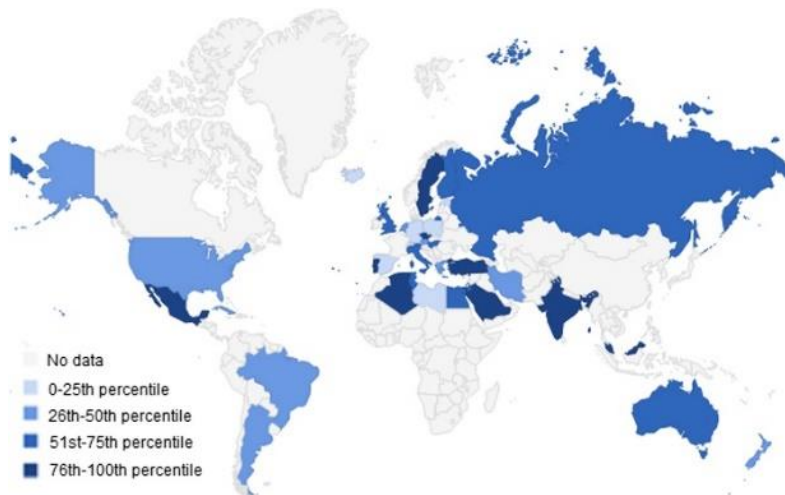 No data
0-25th percentile
26th-50th percentile
51st-75th percentile
76th-100th percentile